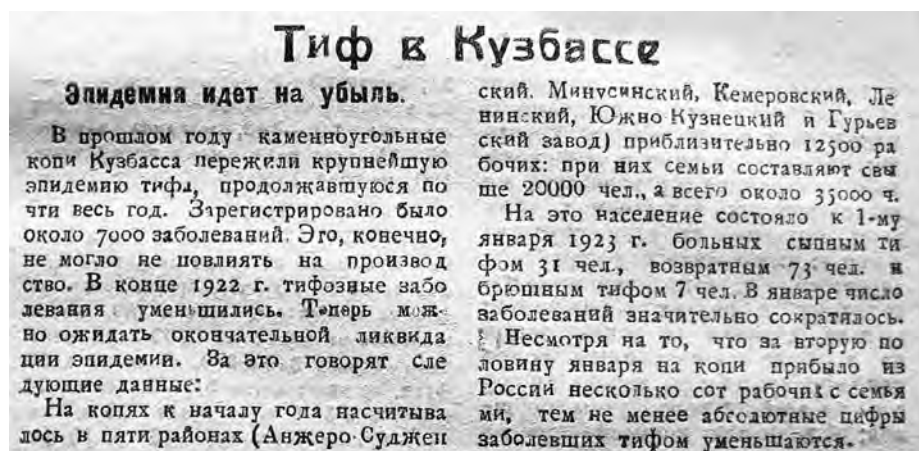 Тиф в Кузбассе
Эпидемия идет на убыль.
В прошлом году каменноугольные
копи Кузбасса пережили крупнейшую
эпидемию тифа, продолжавшуюся по
чти весь год. Зарегистрировано было
около 7000 заболеваний. Это, конечно,
не могло не повлиять на производ
ство. В конце 1922 г. тифозные забо
левания уменьшились. Теперь мож-
но ожидать окончательной ликвида
ции эпидемии. За это говорят сле
дующие данные:
На копях к началу года насчитыва
лось в пяти районах (Анжеро-Суджен
ский. Минусинский, Кемеровский, Ле
нинский, Южно Кузнецкий и Гурьев
ский завод) приблизительно 12500 ра
бочих: при них семьи составляют свы
ше 20000 чел., а всего около 35000 ч.
На это население состояло к 1-му
января 1923 г. больных сыпным ти
фом 31 чел., возвратным 73 чел. и
брюшным тифом 7 чел. В январе число
заболеваний значительно сократилось.
Несмотря на то, что за вторую по
ловину января на копи прибыло из
России несколько сот рабочих с семья
ми, тем не менее абсолютные цифры
заболевших тифом уменьшаются.